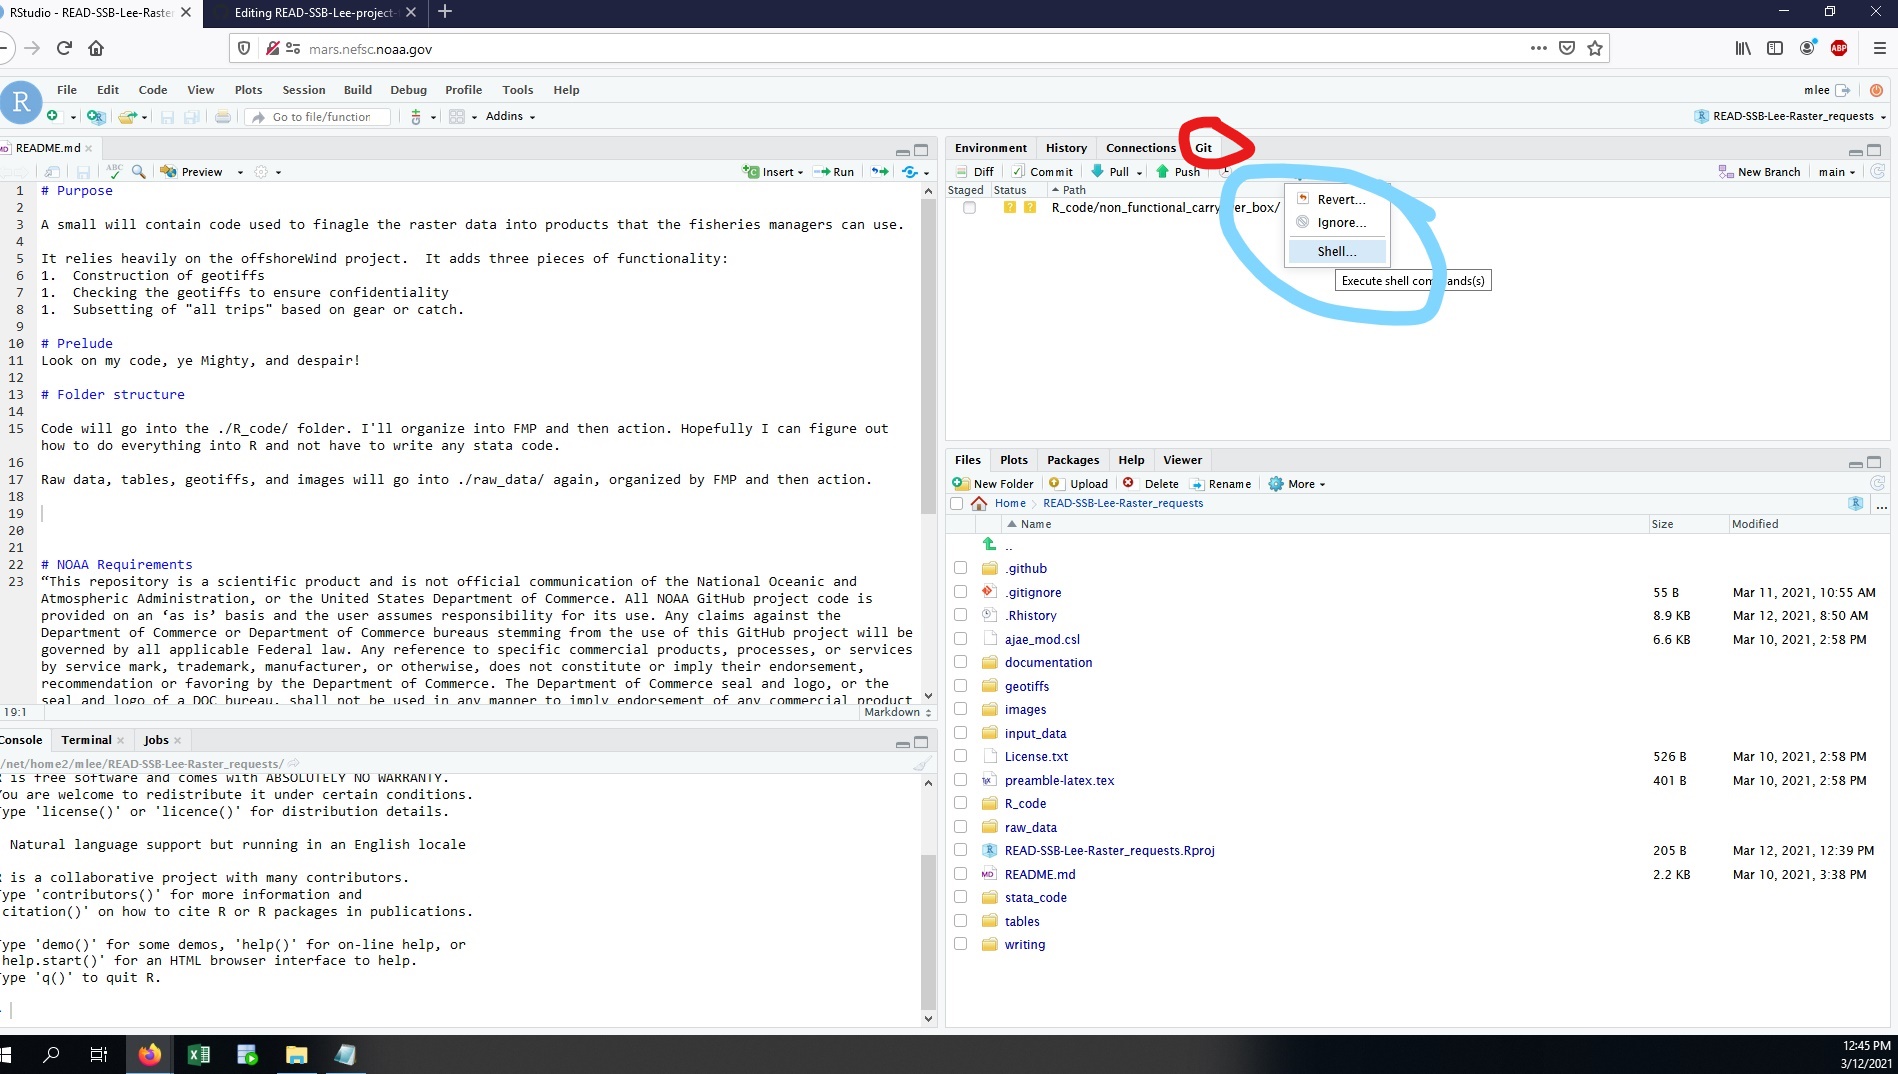 RStudio - READ-SSB-Lee-Raster
Editing READ-SSB-Lee-project-
mars.nefsc.noaa.gov
ABP
R
File Edit Code View Plots Session Build Debug Profile Tools Help
mlee
Go to file/function
Addins
READ-SSB-Lee-Raster_requests
README.md
ABC
Preview
Insert
Run
1 # Purpose
2
3 A small will contain code used to finagle the raster data into products that the fisheries managers can use.
4
5 It relies heavily on the offshoreWind project.  It adds three pieces of functionality:
6 1.  Construction of geotiffs
7 1.  Checking the geotiffs to ensure confidentiality
8 1.  Subsetting of "all trips" based on gear or catch.
9
10 # Prelude
11 Look on my code, ye Mighty, and despair!
12
13 # Folder structure
14
15 Code will go into the ./R_code/ folder. I'll organize into FMP and then action. Hopefully I can figure out
how to do everything into R and not have to write any stata code.
16
17 Raw data, tables, geotiffs, and images will go into ./raw_data/ again, organized by FMP and then action.
18
19
20
21
22 # NOAA Requirements
23 “This repository is a scientific product and is not official communication of the National Oceanic and
Atmospheric Administration, or the United States Department of Commerce. All NOAA GitHub project code is
provided on an ‘as is’ basis and the user assumes responsibility for its use. Any claims against the
Department of Commerce or Department of Commerce bureaus stemming from the use of this GitHub project will be
governed by all applicable Federal law. Any reference to specific commercial products, processes, or services
by service mark, trademark, manufacturer, or otherwise, does not constitute or imply their endorsement,
recommendation or favoring by the Department of Commerce. The Department of Commerce seal and logo, or the
seal and logo of a DOC bureau, shall not be used in any manner to imply endorsement of any commercial product
19:1
Markdown
Console Terminal Jobs
/net/home2/mlee/READ-SSB-Lee-Raster_requests/
R is free software and comes with ABSOLUTELY NO WARRANTY.
You are welcome to redistribute it under certain conditions.
Type 'license()' or 'licence()' for distribution details.
Natural language support but running in an English locale
R is a collaborative project with many contributors.
Type 'contributors()' for more information and
'citation()' on how to cite R or R packages in publications.
Type 'demo()' for some demos, 'help()' for on-line help, or
'help.start()' for an HTML browser interface to help.
Type 'q()' to quit R.
Environment History Connections Git
Diff Commit Pull Push
New Branch main
Staged Status Path
R_code/non_functional_carry er_box/
Revert...
Ignore...
Shell...
Execute shell commands(s)
Files Plots Packages Help Viewer
New Folder Upload Delete Rename More
Home READ-SSB-Lee-Raster_requests
R
...
Name Size Modified
..
.github
.gitignore 55 B Mar 11, 2021, 10:55 AM
.Rhistory 8.9 KB Mar 12, 2021, 8:50 AM
ajae_mod.csl 6.6 KB Mar 10, 2021, 2:58 PM
documentation
geotiffs
images
input_data
License.txt 526 B Mar 10, 2021, 2:58 PM
preamble-latex.tex 401 B Mar 10, 2021, 2:58 PM
R_code
raw_data
READ-SSB-Lee-Raster_requests.Rproj 205 B Mar 12, 2021, 12:39 PM
README.md 2.2 KB Mar 10, 2021, 3:38 PM
stata_code
tables
writing
12:45 PM
3/12/2021